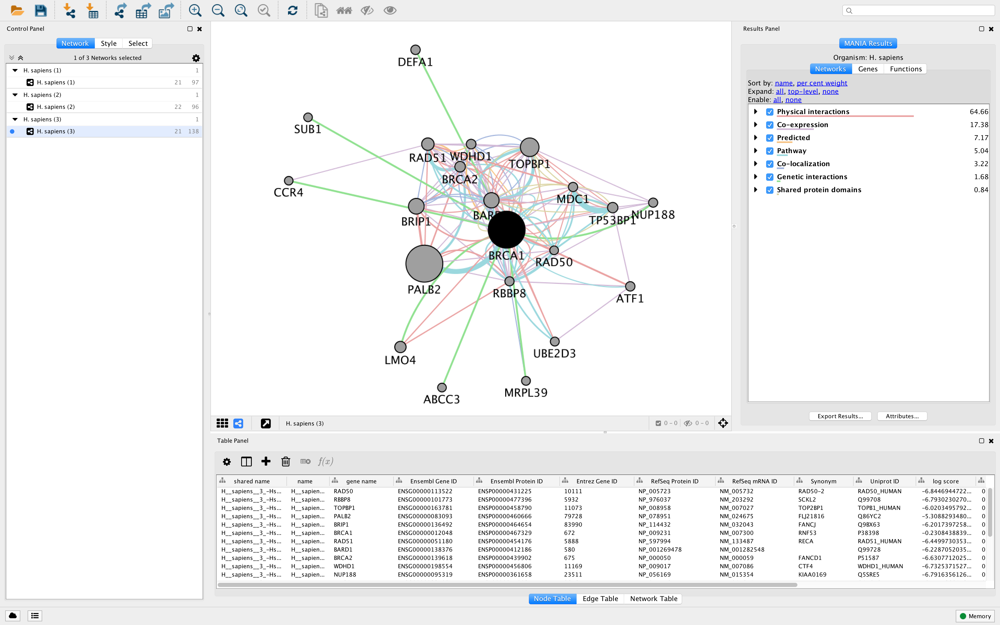 Control Panel
Network Style Select
1 of 3 Networks selected
H. sapiens (1) 1
H. sapiens (1) 21 97
H. sapiens (2) 1
H. sapiens (2) 22 96
H. sapiens (3) 1
H. sapiens (3) 21 138
DEFA1
SUB1
RAD51 WDHD1
TOPBP1
BRCA2
CCR4
MDC1
NUP188
TP53BP1
BRIP1
BRCA1
RAD50
PALB2
RBBP8
ATF1
UBE2D3
LMO4
MRPL39
ABCC3
H. sapiens (3)
0 – 0 0 – 0
Results Panel
MANIA Results
Organism: H. sapiens
Networks Genes Functions
Sort by: name, per cent weight
Expand: all, top-level, none
Enable: all, none
Physical interactions 64.66
Co-expression 17.38
Predicted 7.17
Pathway 5.04
Co-localization 3.22
Genetic interactions 1.68
Shared protein domains 0.84
Export Results... Attributes...
Table Panel
f(x)
shared name name gene name Ensembl Gene ID Ensembl Protein ID Entrez Gene ID RefSeq Protein ID RefSeq mRNA ID Synonym Uniprot ID log score
H__sapiens__3_-Hs... H__sapien... RAD50 ENSG00000113522 ENSP00000431225 10111 NP_005723 NM_005732 RAD50-2 RAD50_HUMAN -6.8446944722... 0
H__sapiens__3_-Hs... H__sapien... RBBP8 ENSG00000101773 ENSP00000477396 5932 NP_976037 NM_203292 SCKL2 Q99708 -6.7930230270... 0
H__sapiens__3_-Hs... H__sapien... TOPBP1 ENSG00000163781 ENSP00000458790 11073 NP_008958 NM_007027 TOP2BP1 TOPB1_HUMAN -6.0203495792... 0
H__sapiens__3_-Hs... H__sapien... PALB2 ENSG00000083093 ENSP00000460666 79728 NP_078951 NM_024675 FLJ21816 Q86YC2 -5.3088293480... 0
H__sapiens__3_-Hs... H__sapien... BRIP1 ENSG00000136492 ENSP00000464654 83990 NP_114432 NM_032043 FANCJ Q9BX63 -6.2017397258... 0
H__sapiens__3_-Hs... H__sapien... BRCA1 ENSG00000012048 ENSP00000467329 672 NP_009231 NM_007300 RNF53 P38398 -0.2308438839... 0
H__sapiens__3_-Hs... H__sapien... RAD51 ENSG00000051180 ENSP00000454176 5888 NP_597994 NM_133487 RECA RAD51_HUMAN -6.4499730353... 0
H__sapiens__3_-Hs... H__sapien... BARD1 ENSG00000138376 ENSP00000412186 580 NP_001269478 NM_001282548 Q99728 -6.2287052035... 0
H__sapiens__3_-Hs... H__sapien... BRCA2 ENSG00000139618 ENSP00000439902 675 NP_000050 NM_000059 FANCD1 P51587 -6.6307712025... 0
H__sapiens__3_-Hs... H__sapien... WDHD1 ENSG00000198554 ENSP00000456806 11169 NP_009017 NM_007086 CTF4 WDHD1_HUMAN -6.7325371527... 0
H__sapiens__3_-Hs... H__sapien... NUP188 ENSG00000095319 ENSP00000361658 23511 NP_056169 NM_015354 KIAA0169 Q5SRE5 -6.7916356126... 0
Node Table Edge Table Network Table
Memory